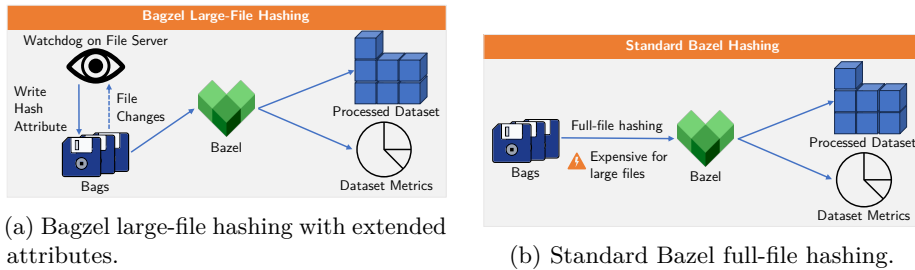 Bagzel Large-File Hashing
Watchdog on File Server
Write
Hash
Attribute
File
Changes
Bags
Bazel
Processed Dataset
Dataset Metrics
(a) Bagzel large-file hashing with extended
attributes.
Standard Bazel Hashing
Bags
Full-file hashing
Expensive for
large files
Bazel
Processed Dataset
Dataset Metrics
(b) Standard Bazel full-file hashing.